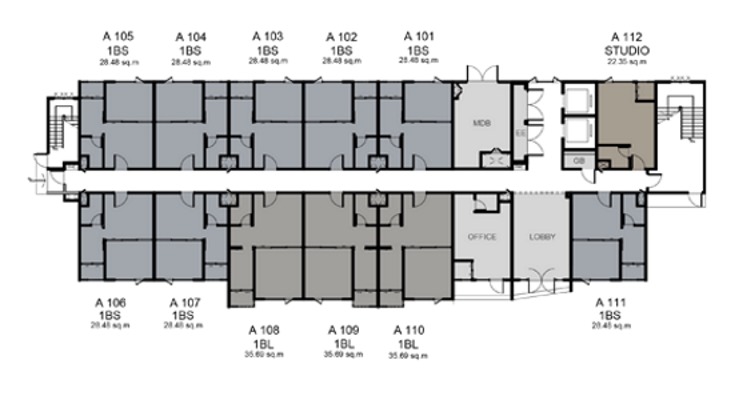 A 105
1BS
28.48 sq.m
A 104
1BS
28.48 sq.m
A 103
1BS
28.48 sq.m
A 102
1BS
28.48 sq.m
A 101
1BS
28.48 sq.m
A 112
STUDIO
22.35 sq.m
MDB
EE
GB
OFFICE
LOBBY
A 106
1BS
28.48 sq.m
A 107
1BS
28.48 sq.m
A 108
1BL
35.69 sq.m
A 109
1BL
35.69 sq.m
A 110
1BL
35.69 sq.m
A 111
1BS
28.48 sq.m